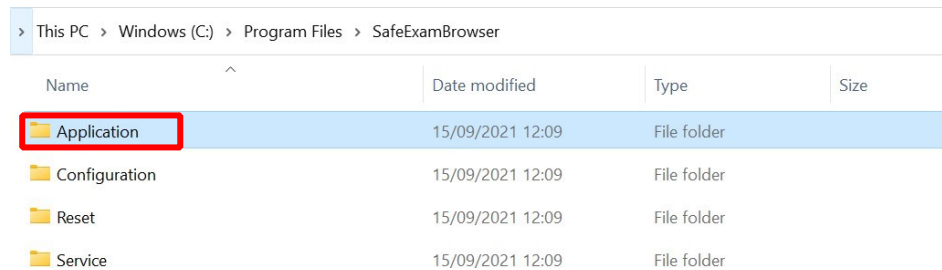 > This PC > Windows (C:) > Program Files > SafeExamBrowser
Name Date modified Type Size
Application 15/09/2021 12:09 File folder
Configuration 15/09/2021 12:09 File folder
Reset 15/09/2021 12:09 File folder
Service 15/09/2021 12:09 File folder